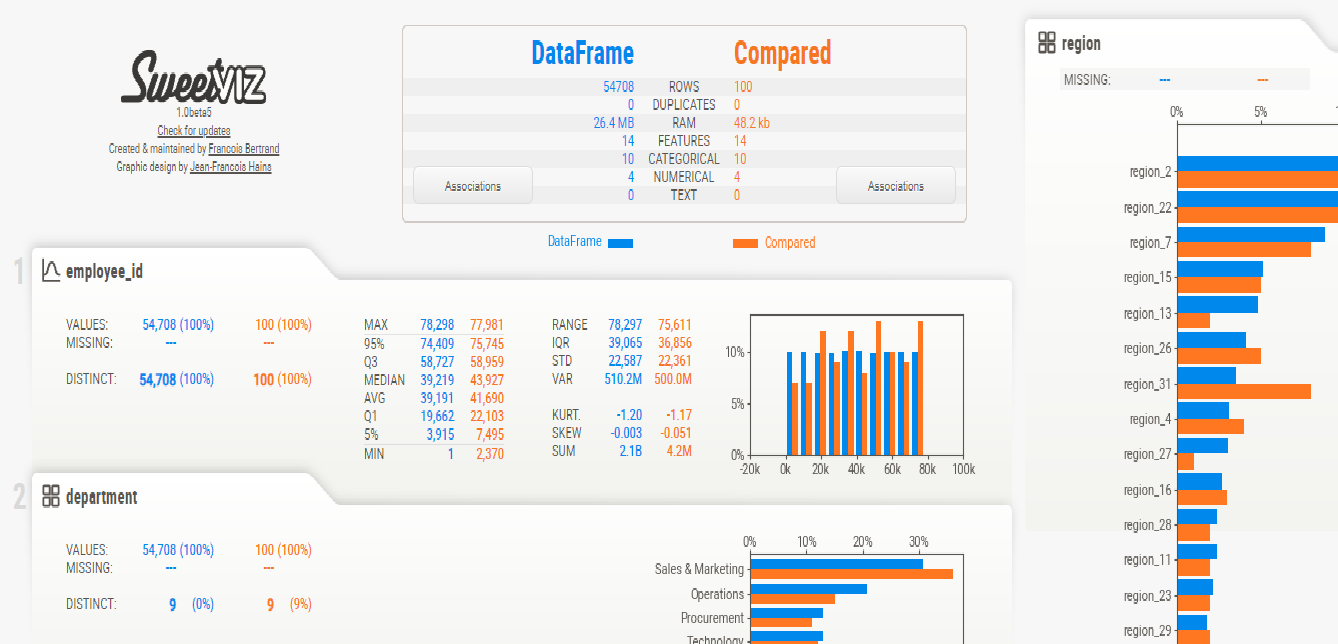 SweetVIZ
1.0beta5
Check for updates
Created & maintained by Francois Bertrand
Graphic design by Jean-Francois Hains
DataFrame Compared
54708 ROWS 100
0 DUPLICATES 0
26.4 MB RAM 48.2 kb
14 FEATURES 14
10 CATEGORICAL 10
4 NUMERICAL 4
0 TEXT 0
Associations
Associations
DataFrame
Compared
1
employee_id
VALUES: 54,708 (100%) 100 (100%)
MISSING: --- ---
DISTINCT: 54,708 (100%) 100 (100%)
MAX 78,298 77,981
95% 74,409 75,745
Q3 58,727 58,959
MEDIAN 39,219 43,927
AVG 39,191 41,690
Q1 19,662 22,103
5% 3,915 7,495
MIN 1 2,370
RANGE 78,297 75,611
IQR 39,065 36,856
STD 22,587 22,361
VAR 510.2M 500.0M
KURT. -1.20 -1.17
SKEW -0.003 -0.051
SUM 2.1B 4.2M
10%
5%
0%
-20k 0k 20k 40k 60k 80k 100k
2
department
VALUES: 54,708 (100%) 100 (100%)
MISSING: --- ---
DISTINCT: 9 (0%) 9 (9%)
0% 10% 20% 30%
Sales & Marketing
Operations
Procurement
Technology
region
MISSING: --- ---
0% 5%
region_2
region_22
region_7
region_15
region_13
region_26
region_31
region_4
region_27
region_16
region_28
region_11
region_23
region_29